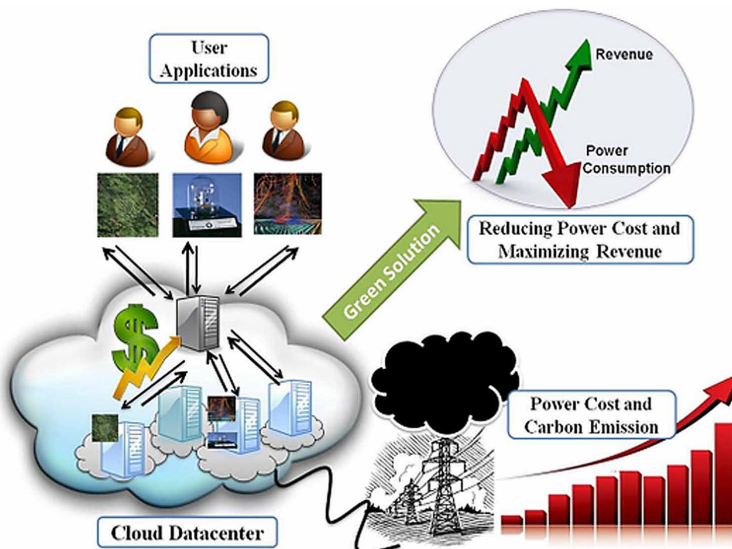 User
Applications
Revenue
Power
Consumption
Reducing Power Cost and
Maximizing Revenue
Green Solution
$
Power Cost and
Carbon Emission
Cloud Datacenter